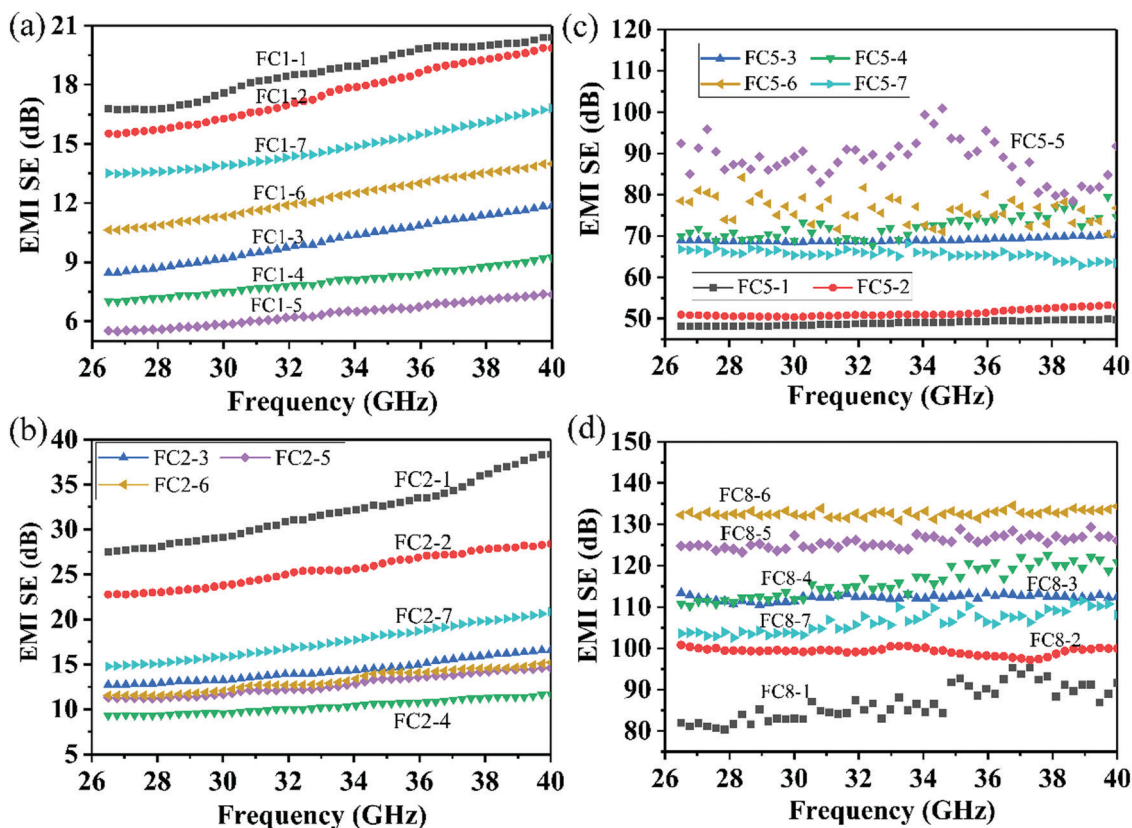 (a)
EMI SE (dB)
21
18
15
12
9
6
FC1-1
FC1-2
FC1-7
FC1-6
FC1-3
FC1-4
FC1-5
26 28 30 32 34 36 38 40
Frequency (GHz)
(c)
EMI SE (dB)
120
110
100
90
80
70
60
50
FC5-3 FC5-4
FC5-6 FC5-7
FC5-5
FC5-1 FC5-2
26 28 30 32 34 36 38 40
Frequency (GHz)
(b)
EMI SE (dB)
40
35
30
25
20
15
10
5
FC2-3 FC2-5
FC2-6
FC2-1
FC2-2
FC2-7
FC2-4
26 28 30 32 34 36 38 40
Frequency (GHz)
(d)
EMI SE (dB)
150
140
130
120
110
100
90
80
FC8-6
FC8-5
FC8-4 FC8-3
FC8-7
FC8-2
FC8-1
26 28 30 32 34 36 38 40
Frequency (GHz)